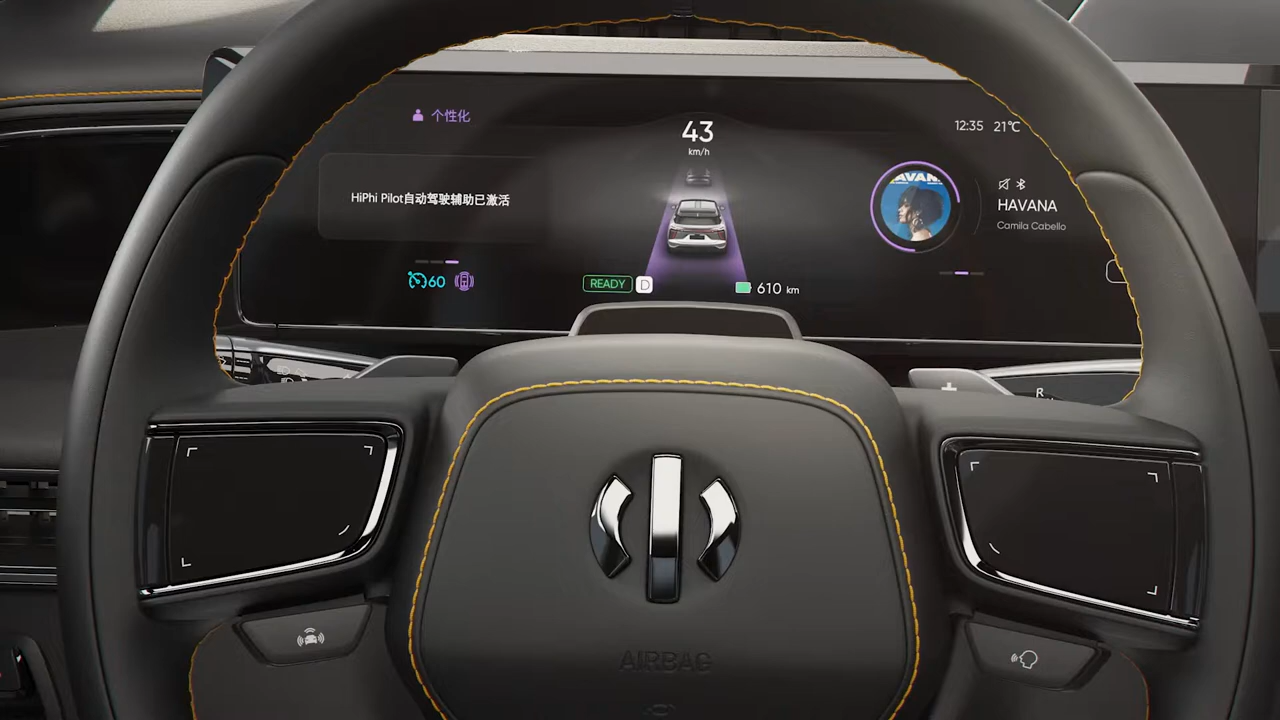 个性化
43
km/h
12:35 21℃
HiPhi Pilot自动驾驶辅助已激活
HAVANA
Camila Cabello
60
READY D
610 km
+
R
AIRBAG